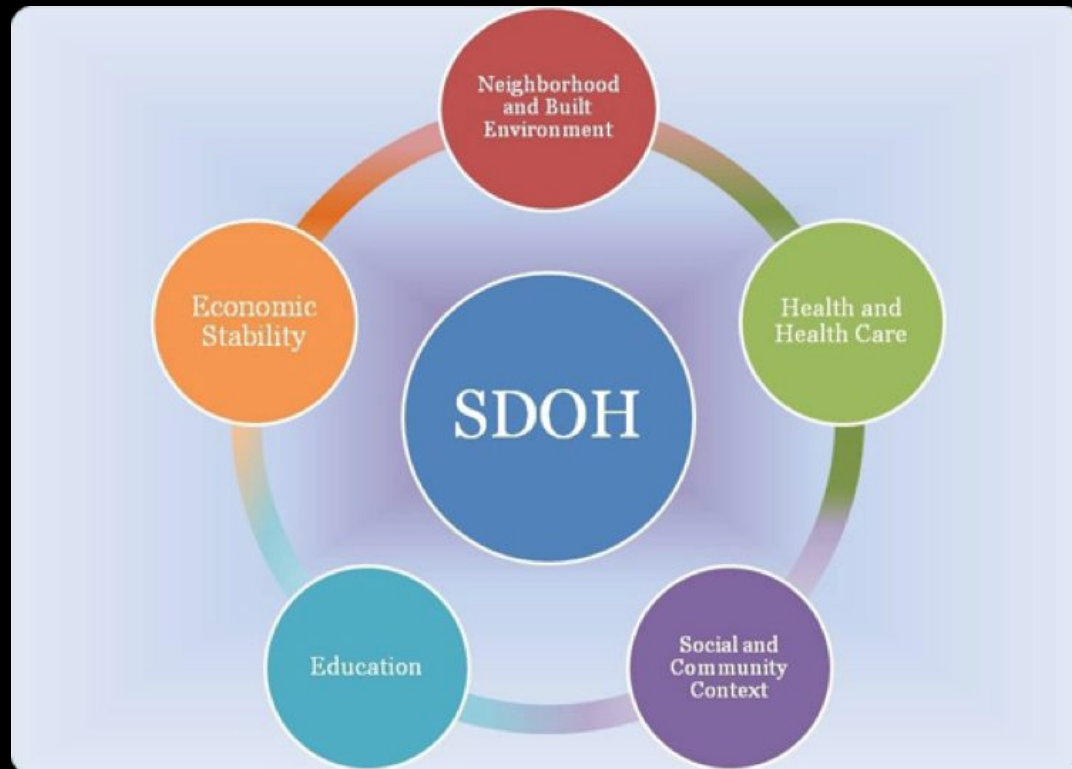 Neighborhood
and Built
Environment
Economic
Stability
Health and
Health Care
SDOH
Education
Social and
Community
Context